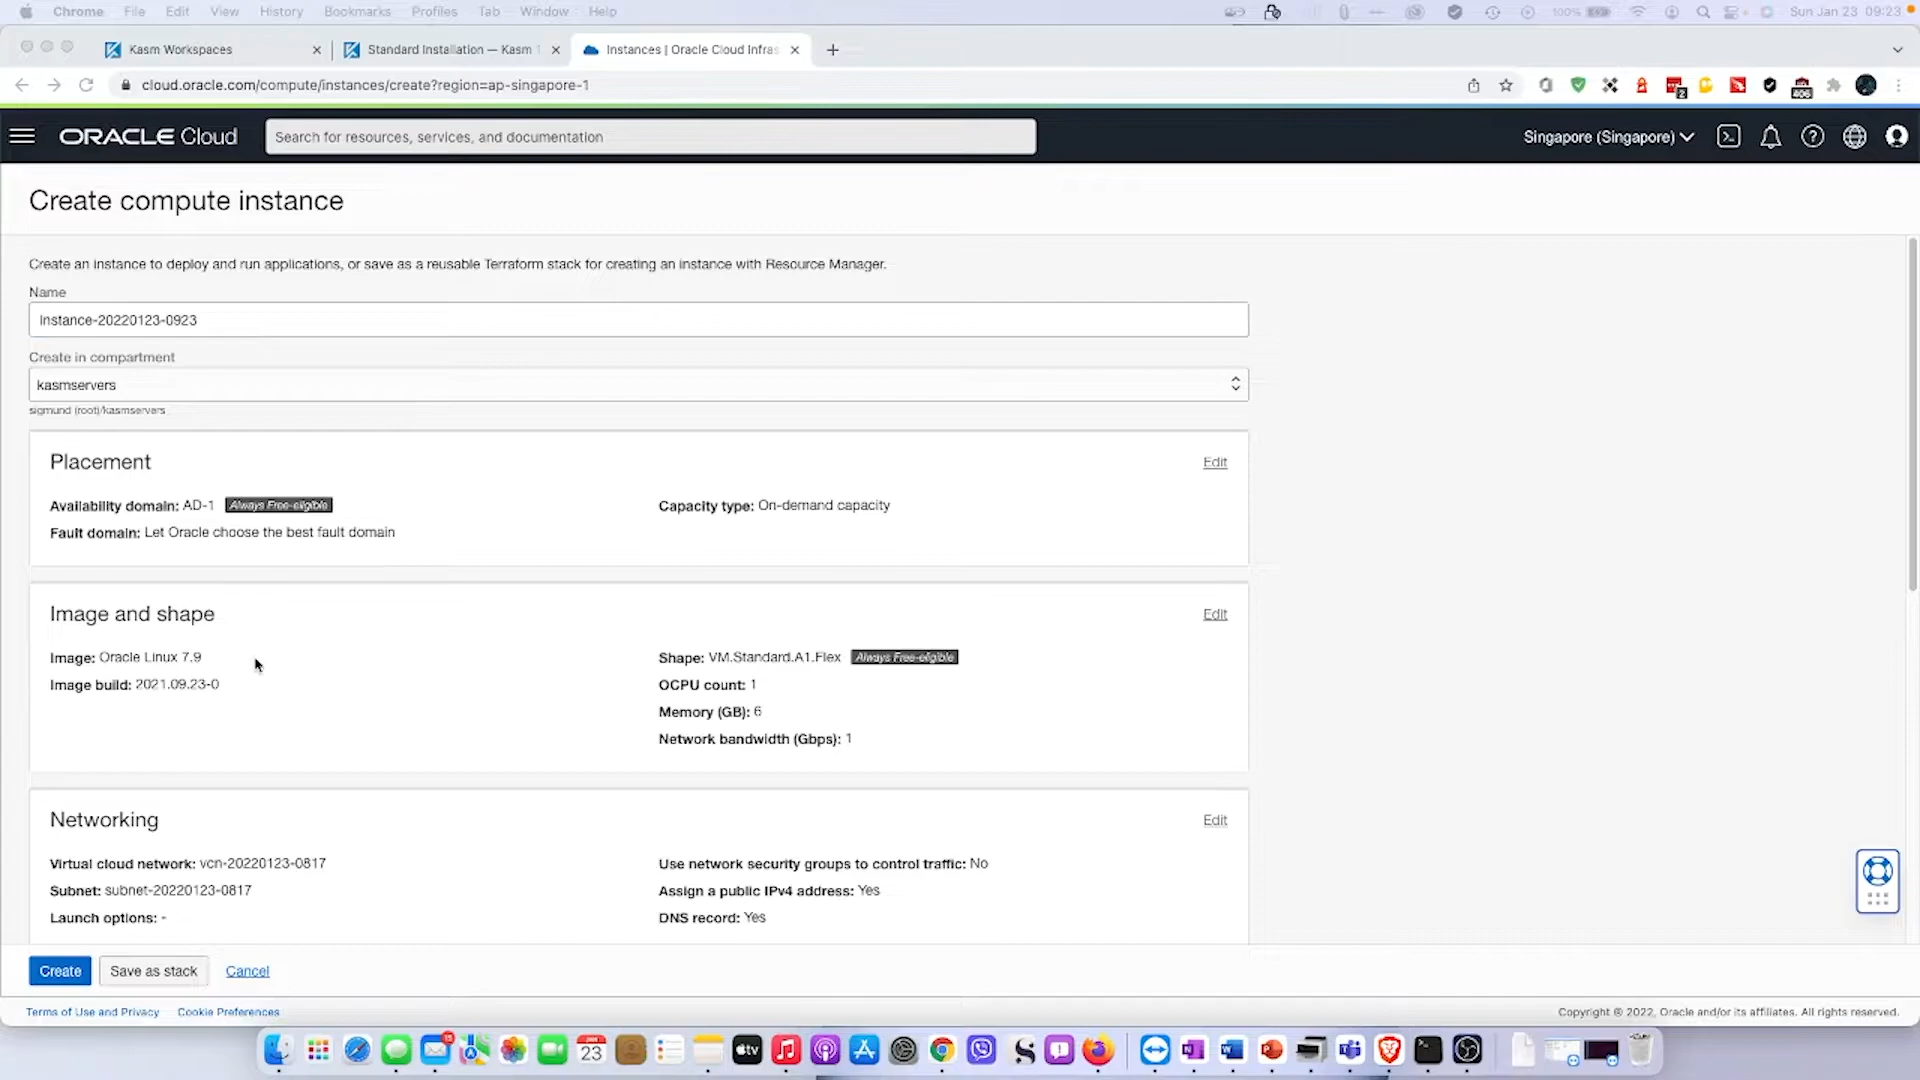 Chrome File Edit View History Bookmarks Profiles Tab Window Help 100% Sun Jan 23 09:23
Kasm Workspaces Standard Installation — Kasm 1 Instances | Oracle Cloud Infras
cloud.oracle.com/compute/instances/create?region=ap-singapore-1 2 406
ORACLE Cloud Search for resources, services, and documentation Singapore (Singapore)
Create compute instance
Create an instance to deploy and run applications, or save as a reusable Terraform stack for creating an instance with Resource Manager.
Name
instance-20220123-0923
Create in compartment
kasmservers
sigmund (root)/kasmservers
Placement Edit
Availability domain: AD-1 Always Free-eligible Capacity type: On-demand capacity
Fault domain: Let Oracle choose the best fault domain
Image and shape Edit
Image: Oracle Linux 7.9 Shape: VM.Standard.A1.Flex Always Free-eligible
Image build: 2021.09.23-0 OCPU count: 1
Memory (GB): 6
Network bandwidth (Gbps): 1
Networking Edit
Virtual cloud network: vcn-20220123-0817 Use network security groups to control traffic: No
Subnet: subnet-20220123-0817 Assign a public IPv4 address: Yes
Launch options: - DNS record: Yes
Create Save as stack Cancel
Terms of Use and Privacy Cookie Preferences Copyright © 2022, Oracle and/or its affiliates. All rights reserved.
23 tv